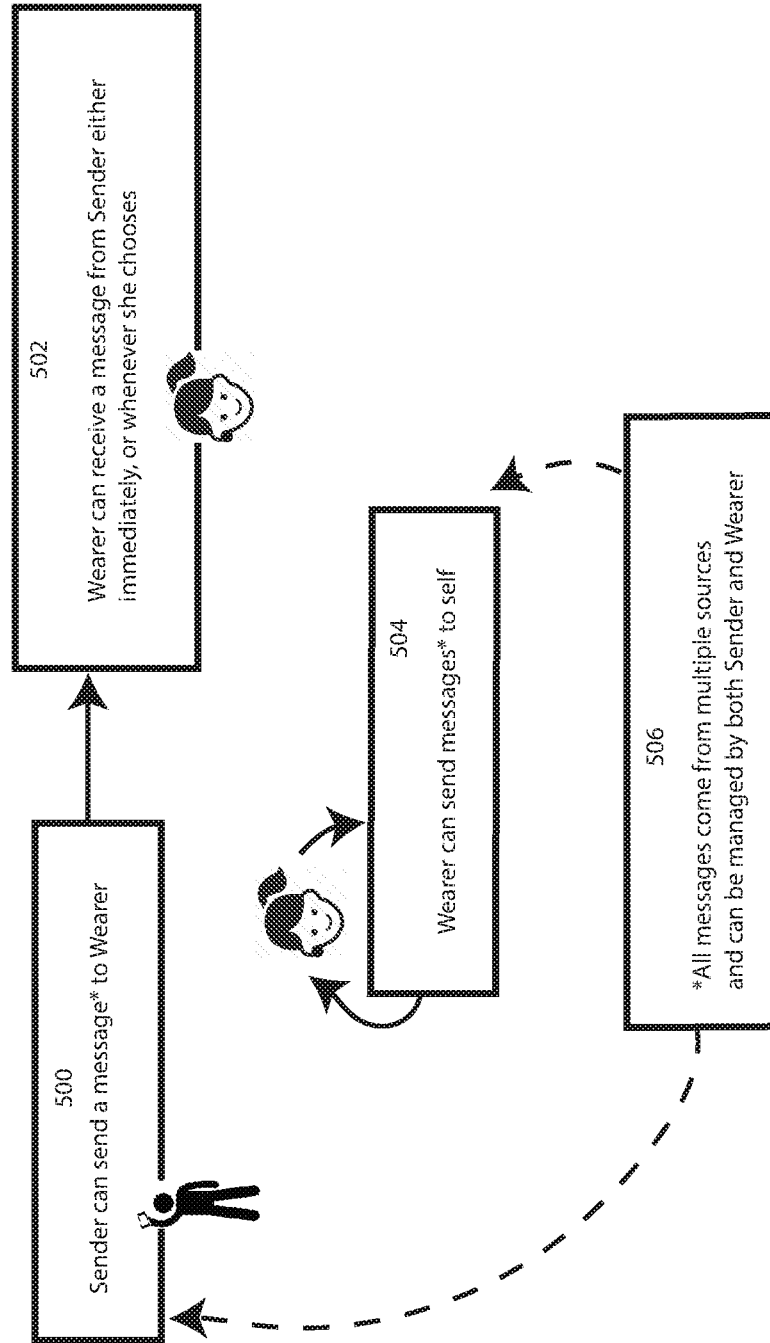 500
Sender can send a message* to Wearer
502
Wearer can receive a message from Sender either
immediately, or whenever she chooses
504
Wearer can send messages* to self
506
*All messages come from multiple sources
and can be managed by both Sender and Wearer